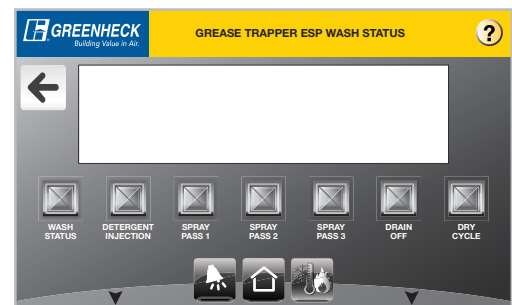 GREENHECK
Building Value in Air.
GREASE TRAPPER ESP WASH STATUS
?
WASH
STATUS
DETERGENT
INJECTION
SPRAY
PASS 1
SPRAY
PASS 2
SPRAY
PASS 3
DRAIN
OFF
DRY
CYCLE